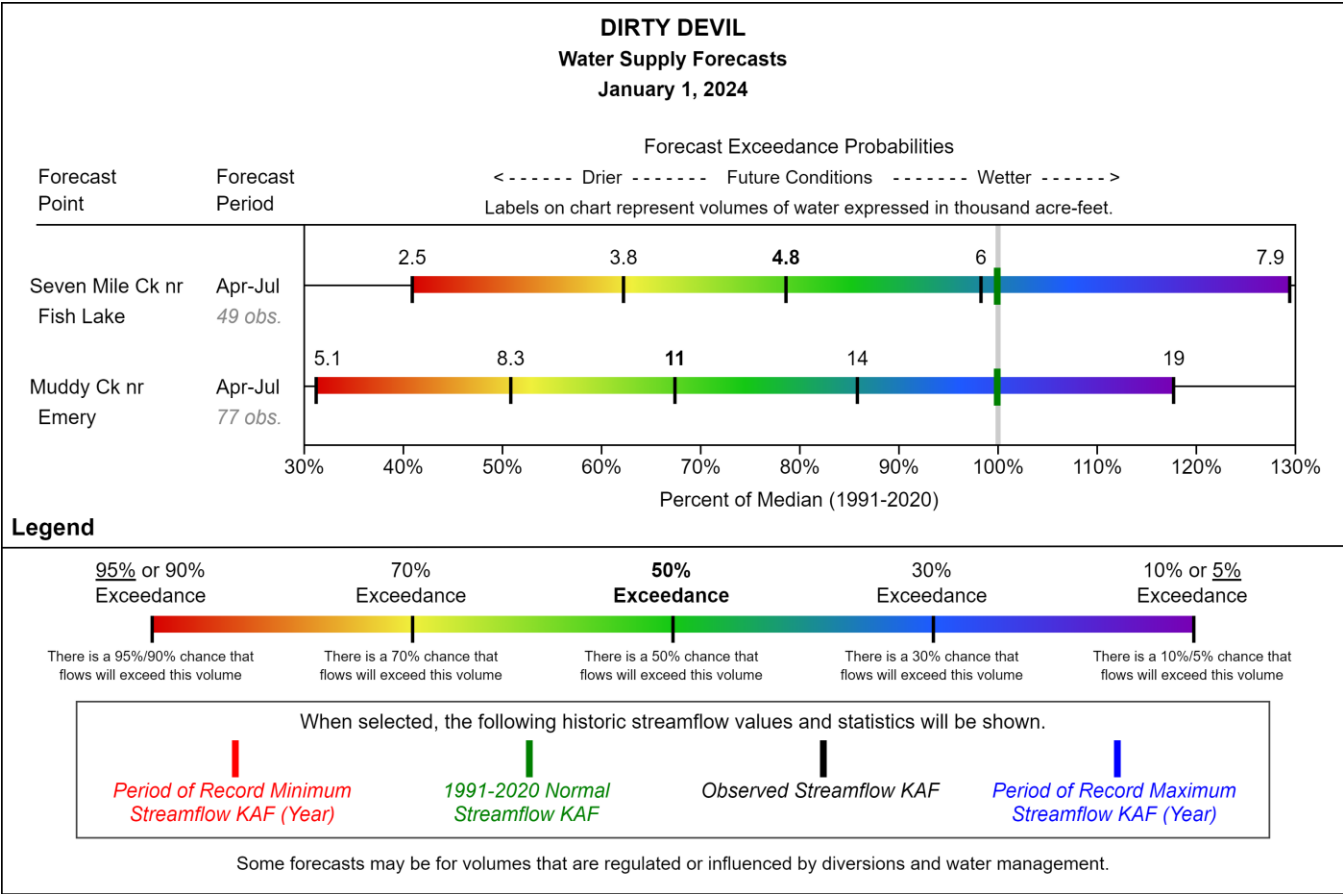 DIRTY DEVIL
Water Supply Forecasts
January 1, 2024
Forecast Exceedance Probabilities
Forecast Point
Forecast Period
<------ Drier ------- Future Conditions ------- Wetter ------>
Labels on chart represent volumes of water expressed in thousand acre-feet.
2.5 3.8 4.8 6 7.9
Seven Mile Ck nr Apr-Jul
Fish Lake 49 obs.
5.1 8.3 11 14 19
Muddy Ck nr Apr-Jul
Emery 77 obs.
30% 40% 50% 60% 70% 80% 90% 100% 110% 120% 130%
Percent of Median (1991-2020)
Legend
95% or 90% 70% 50% 30% 10% or 5%
Exceedance Exceedance Exceedance Exceedance Exceedance
There is a 95%/90% chance that There is a 70% chance that There is a 50% chance that There is a 30% chance that There is a 10%/5% chance that
flows will exceed this volume flows will exceed this volume flows will exceed this volume flows will exceed this volume flows will exceed this volume
When selected, the following historic streamflow values and statistics will be shown.
Period of Record Minimum 1991-2020 Normal Observed Streamflow KAF Period of Record Maximum
Streamflow KAF (Year) Streamflow KAF Streamflow KAF (Year)
Some forecasts may be for volumes that are regulated or influenced by diversions and water management.